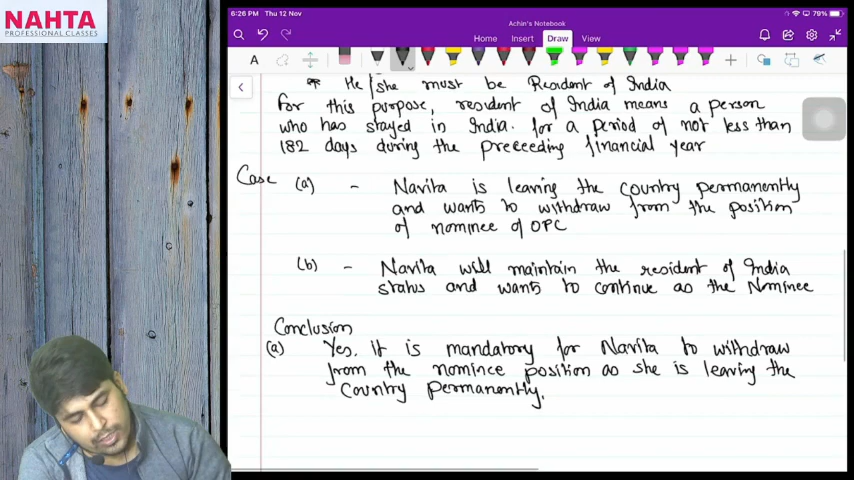 NAHTA
PROFESSIONAL CLASSES
6:26 PM Thu 12 Nov
79%
Achin's Notebook
Home Insert Draw View
A
** He/she must be Resident of India
For this purpose, resident of India means a person
who has stayed in India. for a period of not less than
182 days during the preceeding financial year
Case (a) - Navita is leaving the country permanently
and wants to withdraw from the position
of nominee of OPC
(b) - Navita will maintain the resident of India
status and wants to continue as the Nominee
Conclusion
(a) Yes. It is mandatory for Navita to withdraw
from the nominee position as she is leaving the
Country permanently.